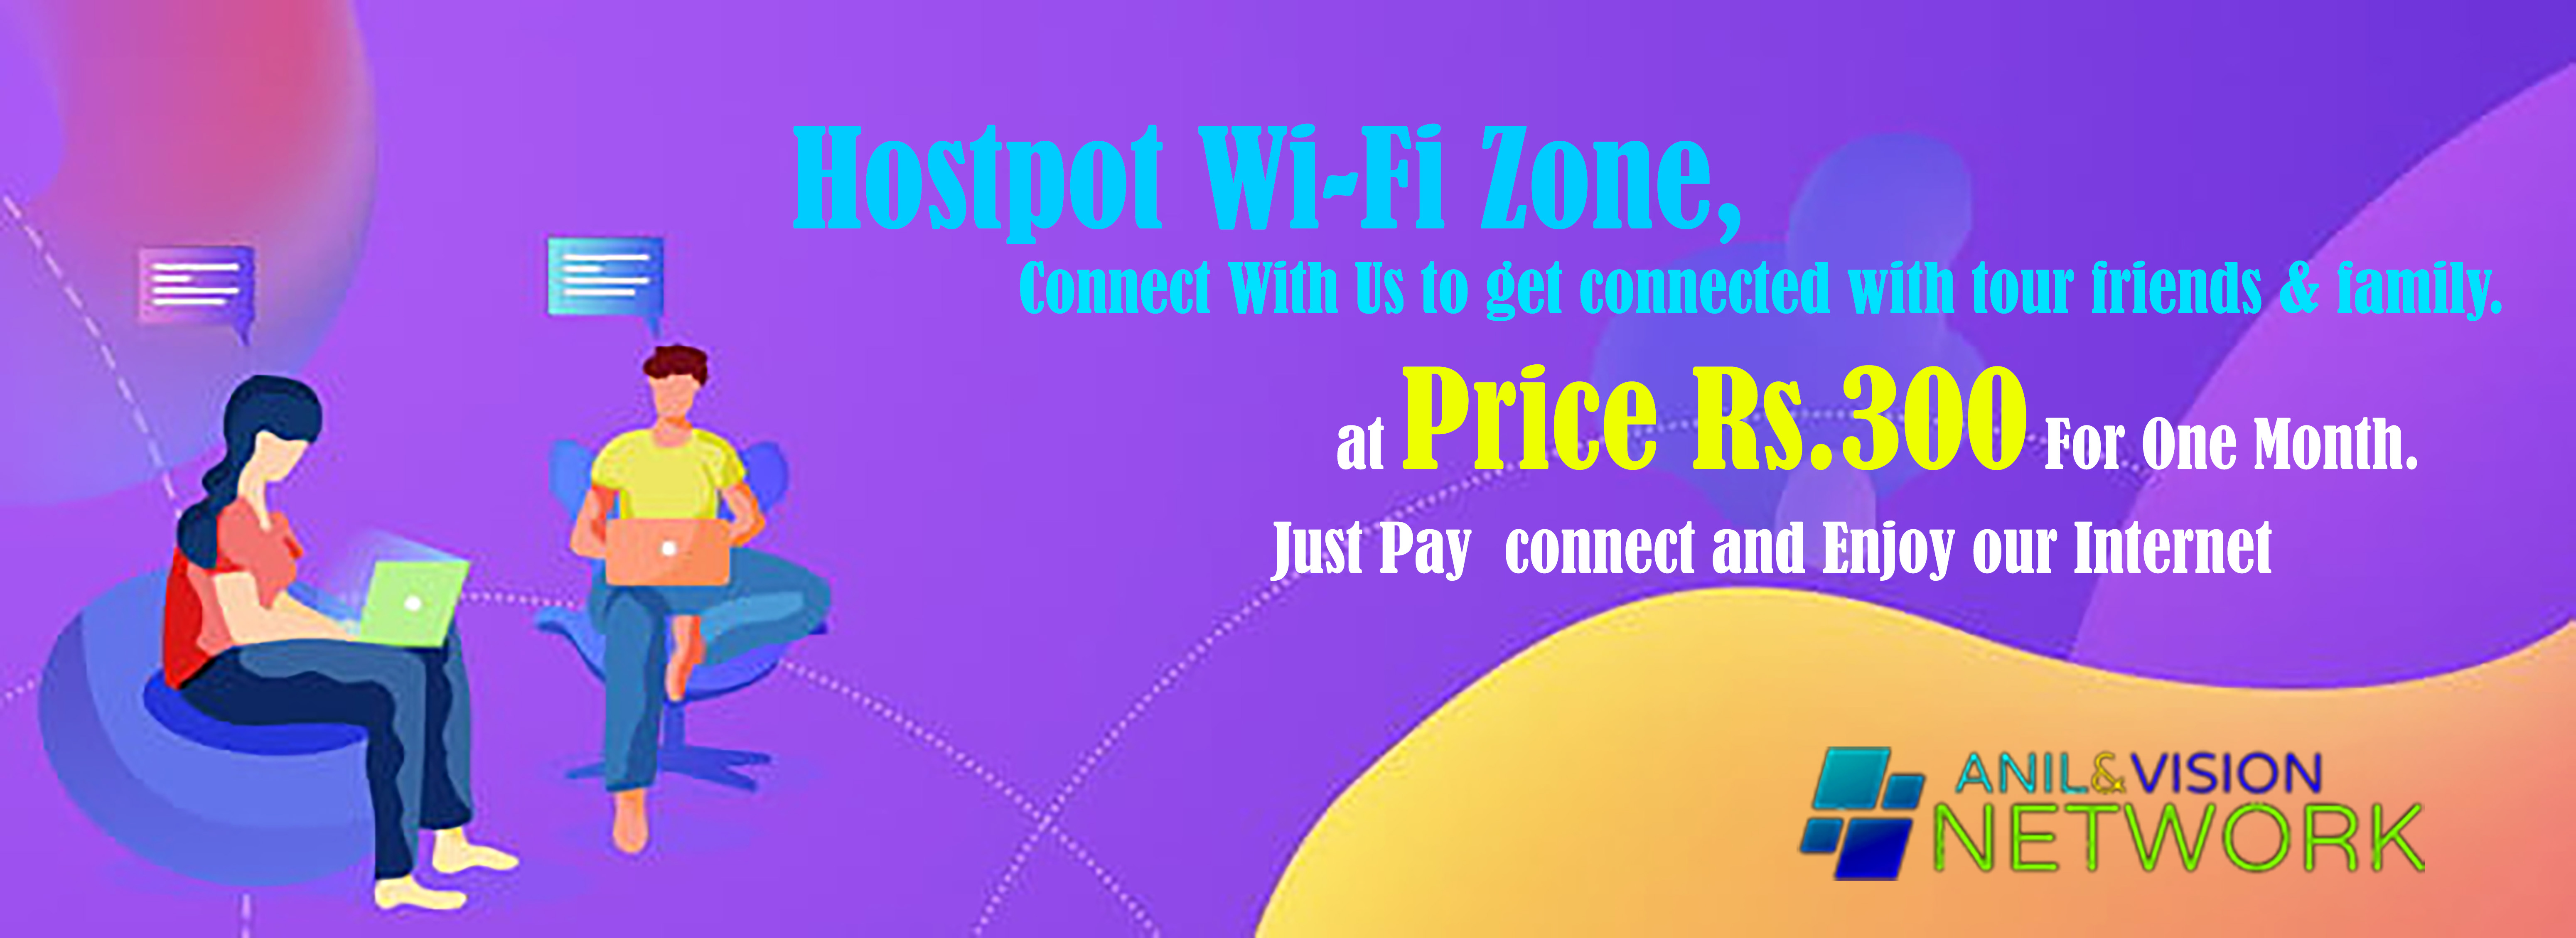 Hostpot Wi-Fi Zone,
Connect With Us to get connected with tour friends & family.
at Price Rs.300 For One Month.
Just Pay  connect and Enjoy our Internet
ANIL&VISION
NETWORK